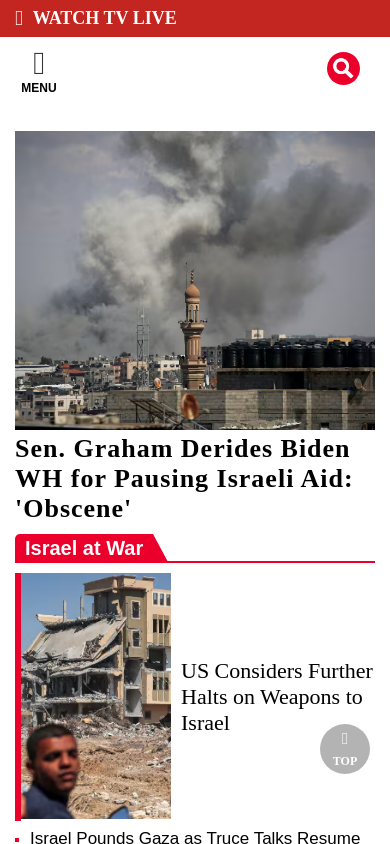 WATCH TV LIVE
MENU
Sen. Graham Derides Biden
WH for Pausing Israeli Aid:
'Obscene'
Israel at War
US Considers Further
Halts on Weapons to
Israel
TOP
Israel Pounds Gaza as Truce Talks Resume